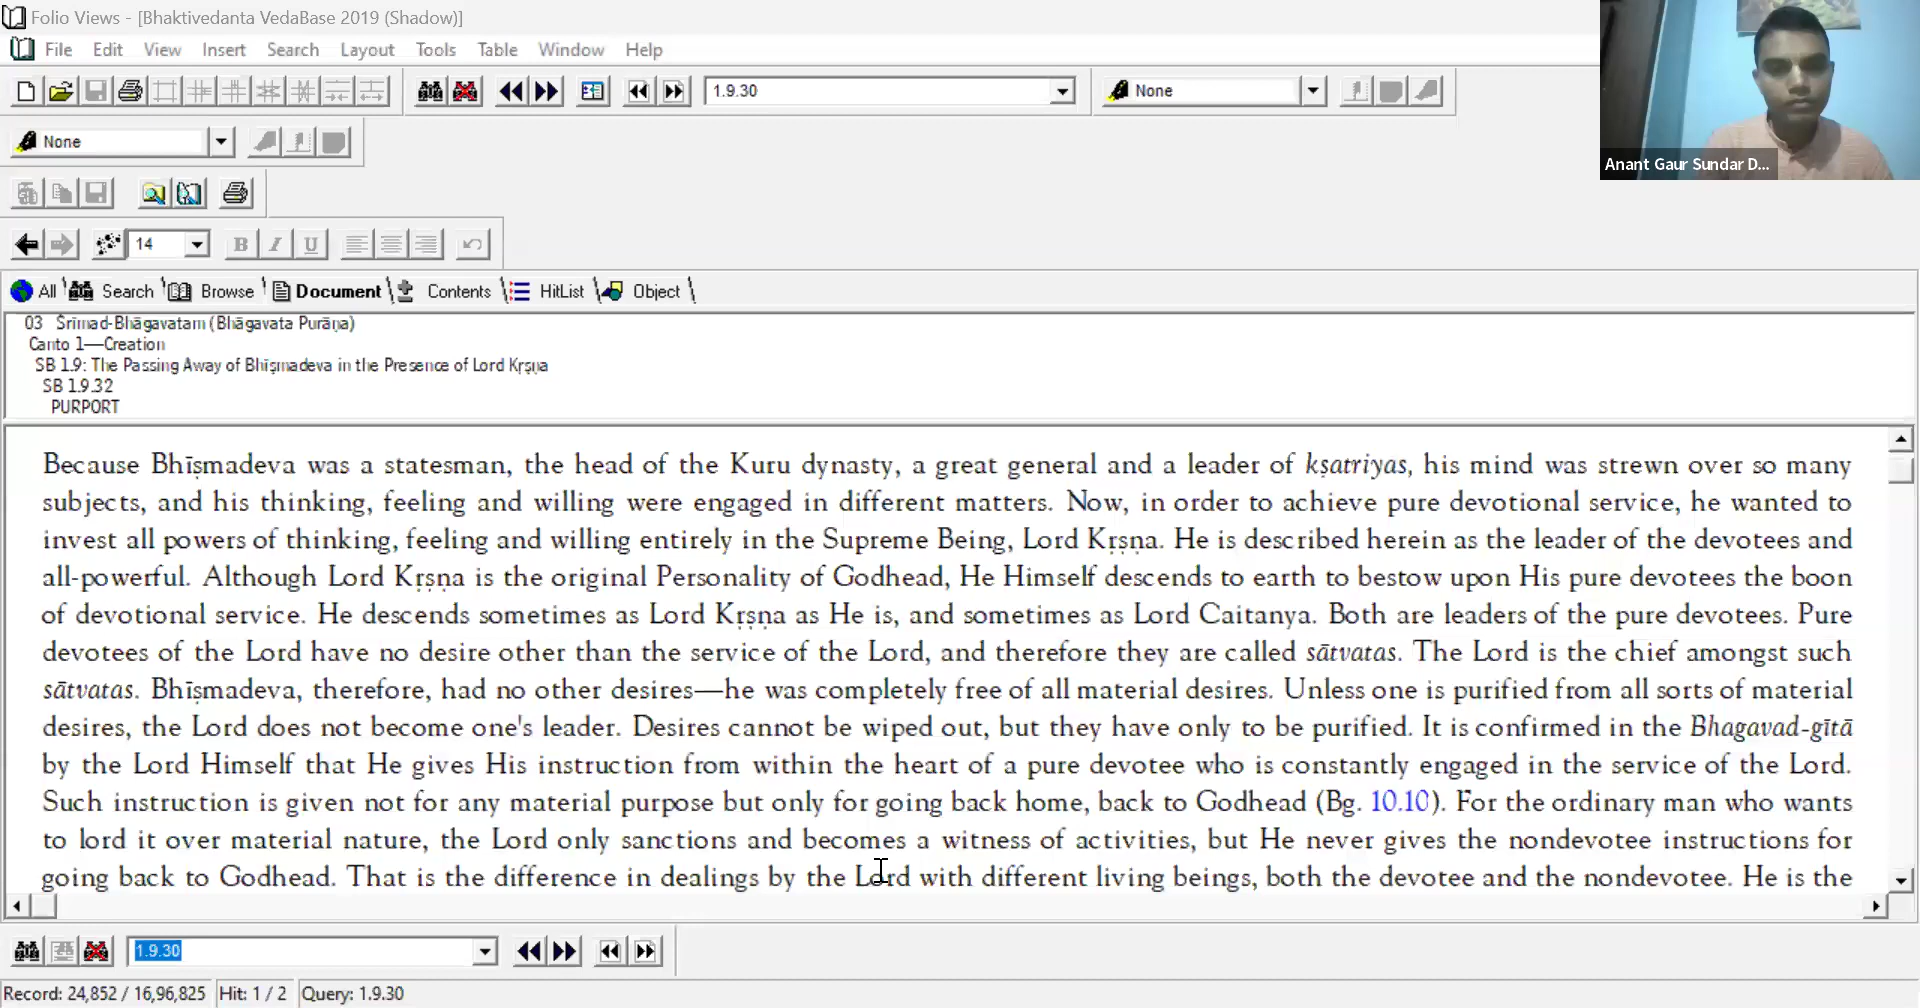 Folio Views - [Bhaktivedanta VedaBase 2019 (Shadow)]
File Edit View Insert Search Layout Tools Table Window Help
1.9.30 None
None
Anant Gaur Sundar D...
14 B I U
All Search Browse Document Contents HitList Object
03 Śrīmad-Bhāgavatam (Bhāgavata Purāṇa)
Canto 1—Creation
SB 1.9: The Passing Away of Bhīṣmadeva in the Presence of Lord Kṛṣṇa
SB 1.9.32
PURPORT
Because Bhīṣmadeva was a statesman, the head of the Kuru dynasty, a great general and a leader of kṣatriyas, his mind was strewn over so many
subjects, and his thinking, feeling and willing were engaged in different matters. Now, in order to achieve pure devotional service, he wanted to
invest all powers of thinking, feeling and willing entirely in the Supreme Being, Lord Kṛṣṇa. He is described herein as the leader of the devotees and
all-powerful. Although Lord Kṛṣṇa is the original Personality of Godhead, He Himself descends to earth to bestow upon His pure devotees the boon
of devotional service. He descends sometimes as Lord Kṛṣṇa as He is, and sometimes as Lord Caitanya. Both are leaders of the pure devotees. Pure
devotees of the Lord have no desire other than the service of the Lord, and therefore they are called sātvatas. The Lord is the chief amongst such
sātvatas. Bhīṣmadeva, therefore, had no other desires—he was completely free of all material desires. Unless one is purified from all sorts of material
desires, the Lord does not become one's leader. Desires cannot be wiped out, but they have only to be purified. It is confirmed in the Bhagavad-gītā
by the Lord Himself that He gives His instruction from within the heart of a pure devotee who is constantly engaged in the service of the Lord.
Such instruction is given not for any material purpose but only for going back home, back to Godhead (Bg. 10.10). For the ordinary man who wants
to lord it over material nature, the Lord only sanctions and becomes a witness of activities, but He never gives the nondevotee instructions for
going back to Godhead. That is the difference in dealings by the Lord with different living beings, both the devotee and the nondevotee. He is the
1.9.30
Record: 24,852 / 16,96,825 Hit: 1 / 2 Query: 1.9.30